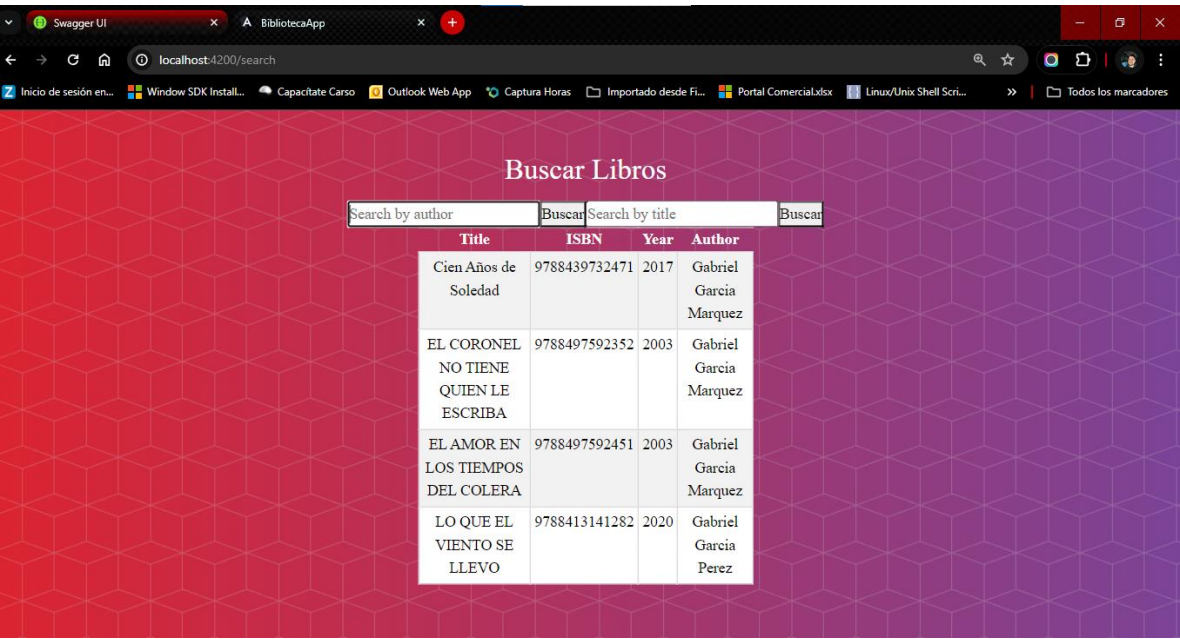 Swagger UI
BibliotecaApp
localhost:4200/search
Inicio de sesión en... Window SDK Install... Capacítate Carso Outlook Web App Captura Horas Importado desde Fi... Portal Comercial.xlsx Linux/Unix Shell Scri... » Todos los marcadores
Buscar Libros
Search by author Buscar Search by title Buscar
Title ISBN Year Author
Cien Años de 9788439732471 2017 Gabriel
Soledad Garcia
Marquez
EL CORONEL 9788497592352 2003 Gabriel
NO TIENE Garcia
QUIEN LE Marquez
ESCRIBA
EL AMOR EN 9788497592451 2003 Gabriel
LOS TIEMPOS Garcia
DEL COLERA Marquez
LO QUE EL 9788413141282 2020 Gabriel
VIENTO SE Garcia
LLEVO Perez